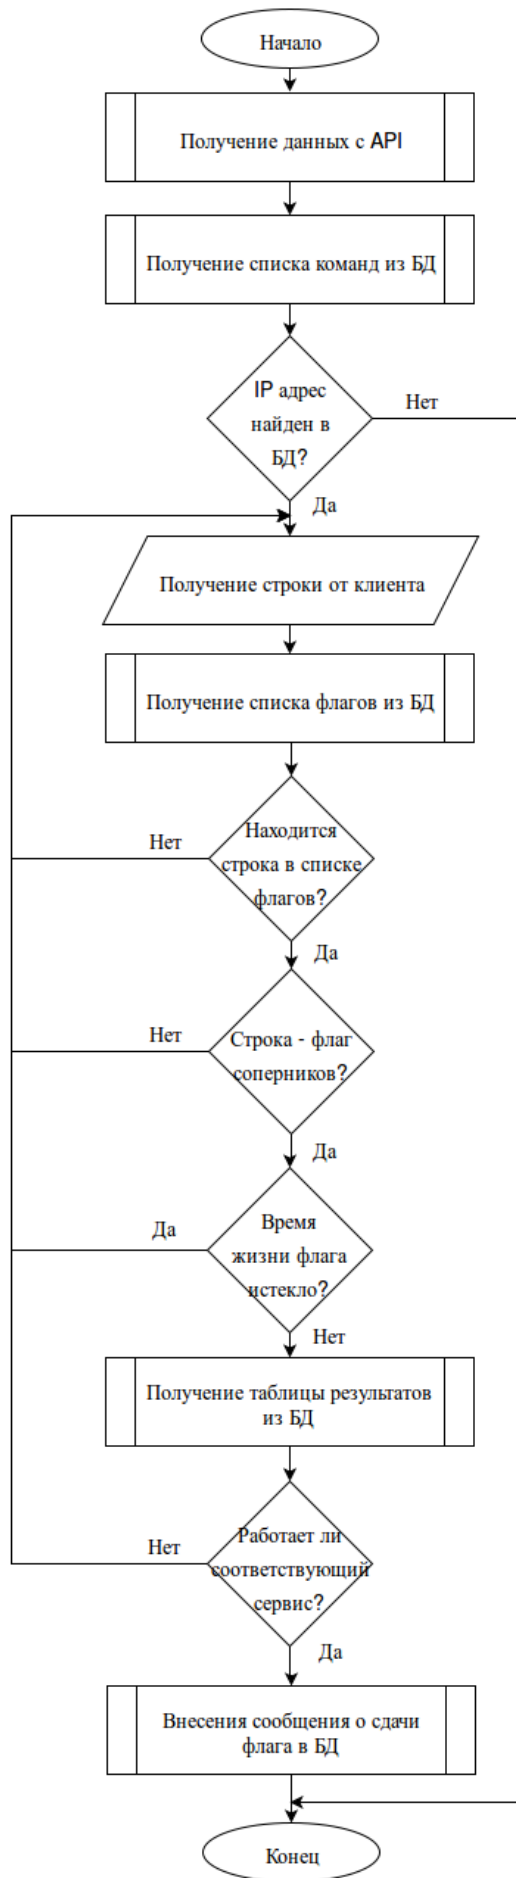 Начало
Получение данных с API
Получение списка команд из БД
IP адрес
найден в
БД?
Нет
Да
Получение строки от клиента
Получение списка флагов из БД
Находится
строка в списке
флагов?
Нет
Да
Строка - флаг
соперников?
Нет
Да
Время
жизни флага
истекло?
Да
Нет
Получение таблицы результатов
из БД
Работает ли
соответствующий
сервис?
Нет
Да
Внесения сообщения о сдачи
флага в БД
Конец